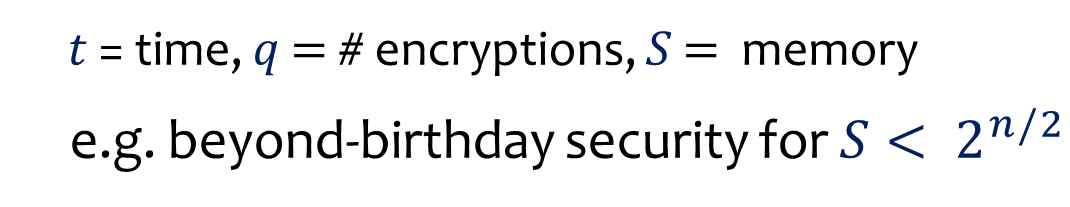 t = time, q = # encryptions, S = memory
e.g. beyond-birthday security for S < 2^{n/2}